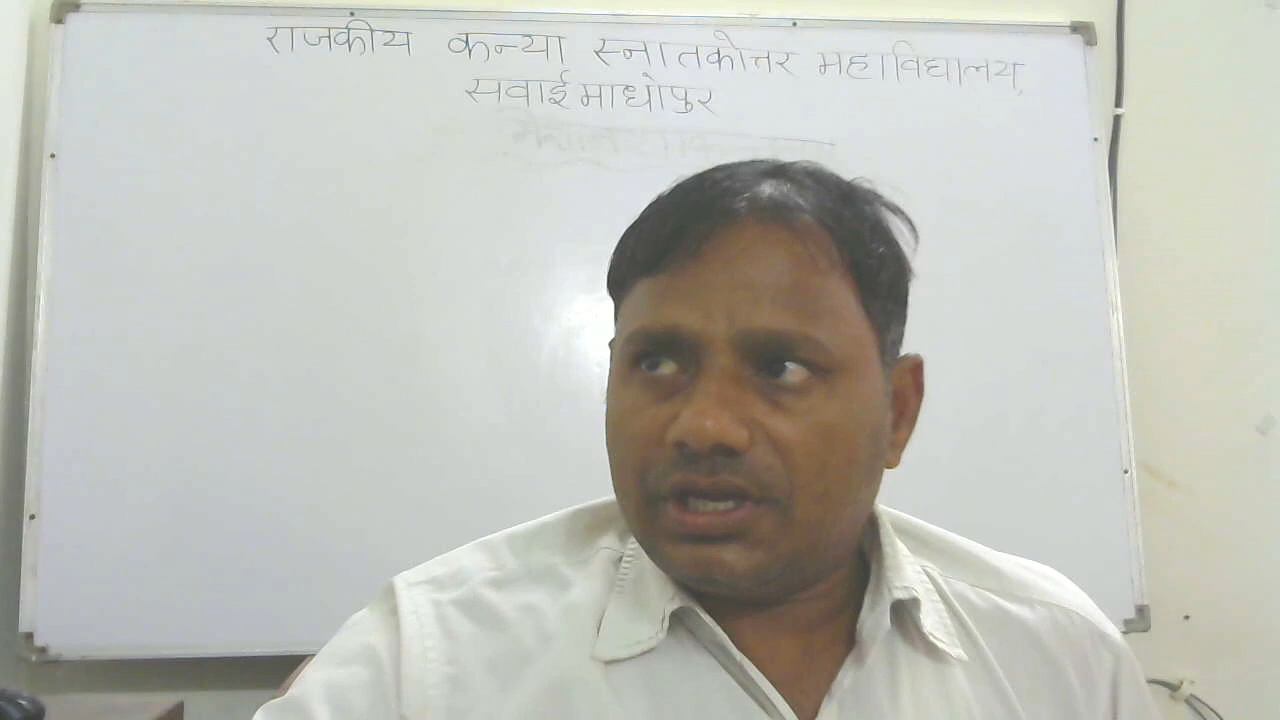 राजकीय कन्या स्नातकोत्तर महाविद्यालय,
सवाई माधोपुर